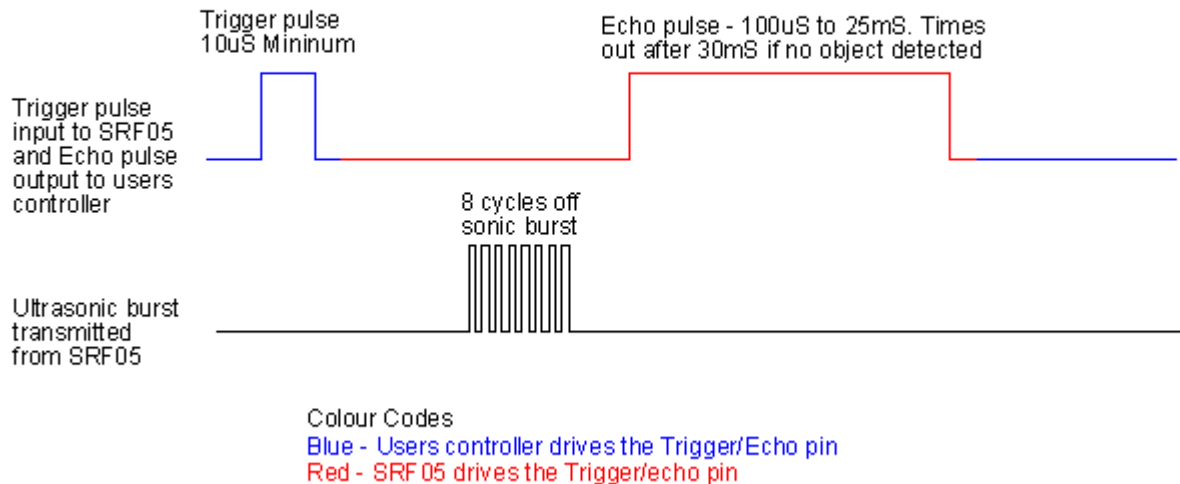 Trigger pulse
10uS Mininum
Echo pulse - 100uS to 25mS. Times
out after 30mS if no object detected
Trigger pulse
input to SRF05
and Echo pulse
output to users
controller
8 cycles off
sonic burst
Ultrasonic burst
transmitted
from SRF05
Colour Codes
Blue - Users controller drives the Trigger/Echo pin
Red - SRF05 drives the Trigger/echo pin